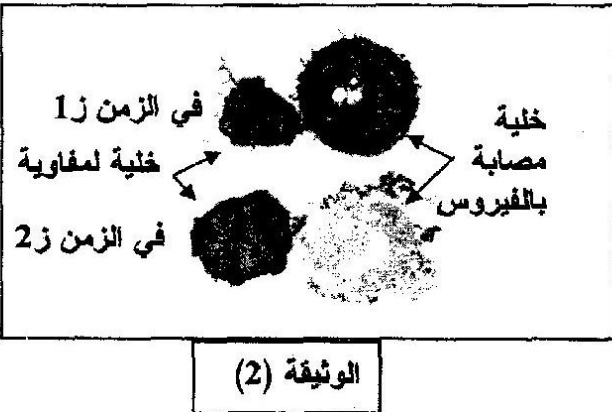 في الزمن ز1
خلية لمفاوية
في الزمن ز2
خلية
مصابة
بالفيروس
الوثيقة (2)